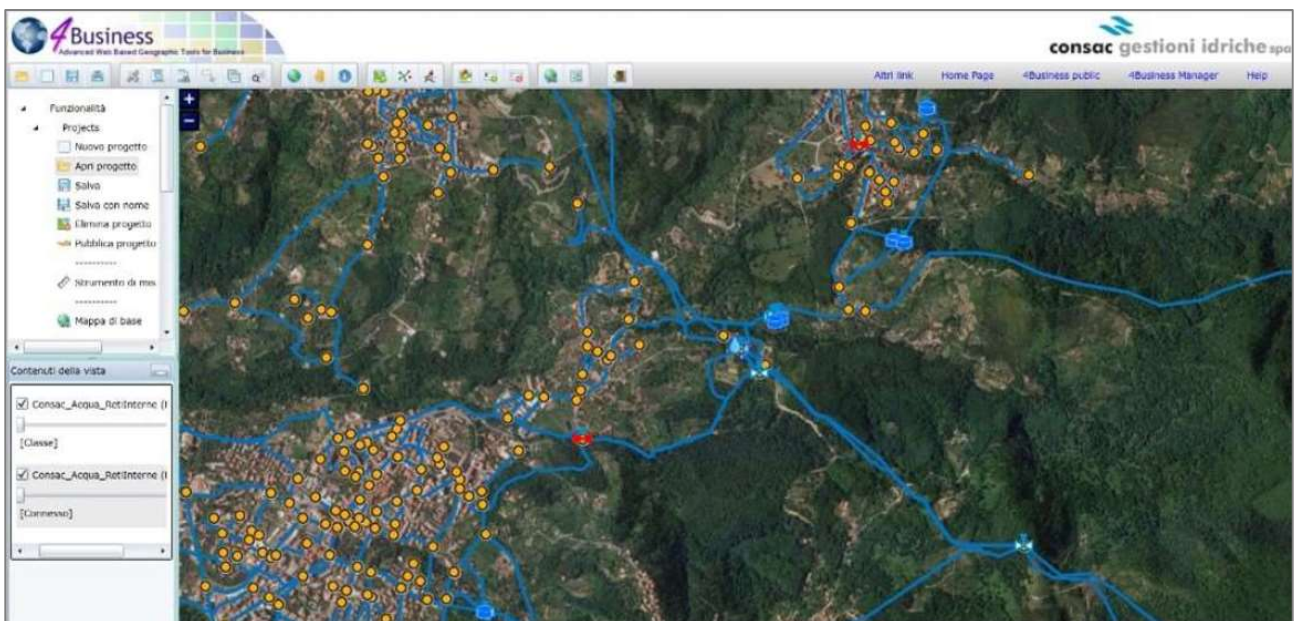 4Business
Advanced Web Based Geographic Tools for Business
consac gestioni idriche spa
Altri link
Home Page
4Business public
4Business Manager
Help
Funzionalità
Projects
Nuovo progetto
Apri progetto
Salva
Salva con nome
Elimina progetto
Pubblica progetto
----------
Strumento di mis
----------
Mappa di base
Contenuti della vista
Consac_Acqua_RetiInterne (I
[Classe]
Consac_Acqua_RetiInterne (I
[Connesso]